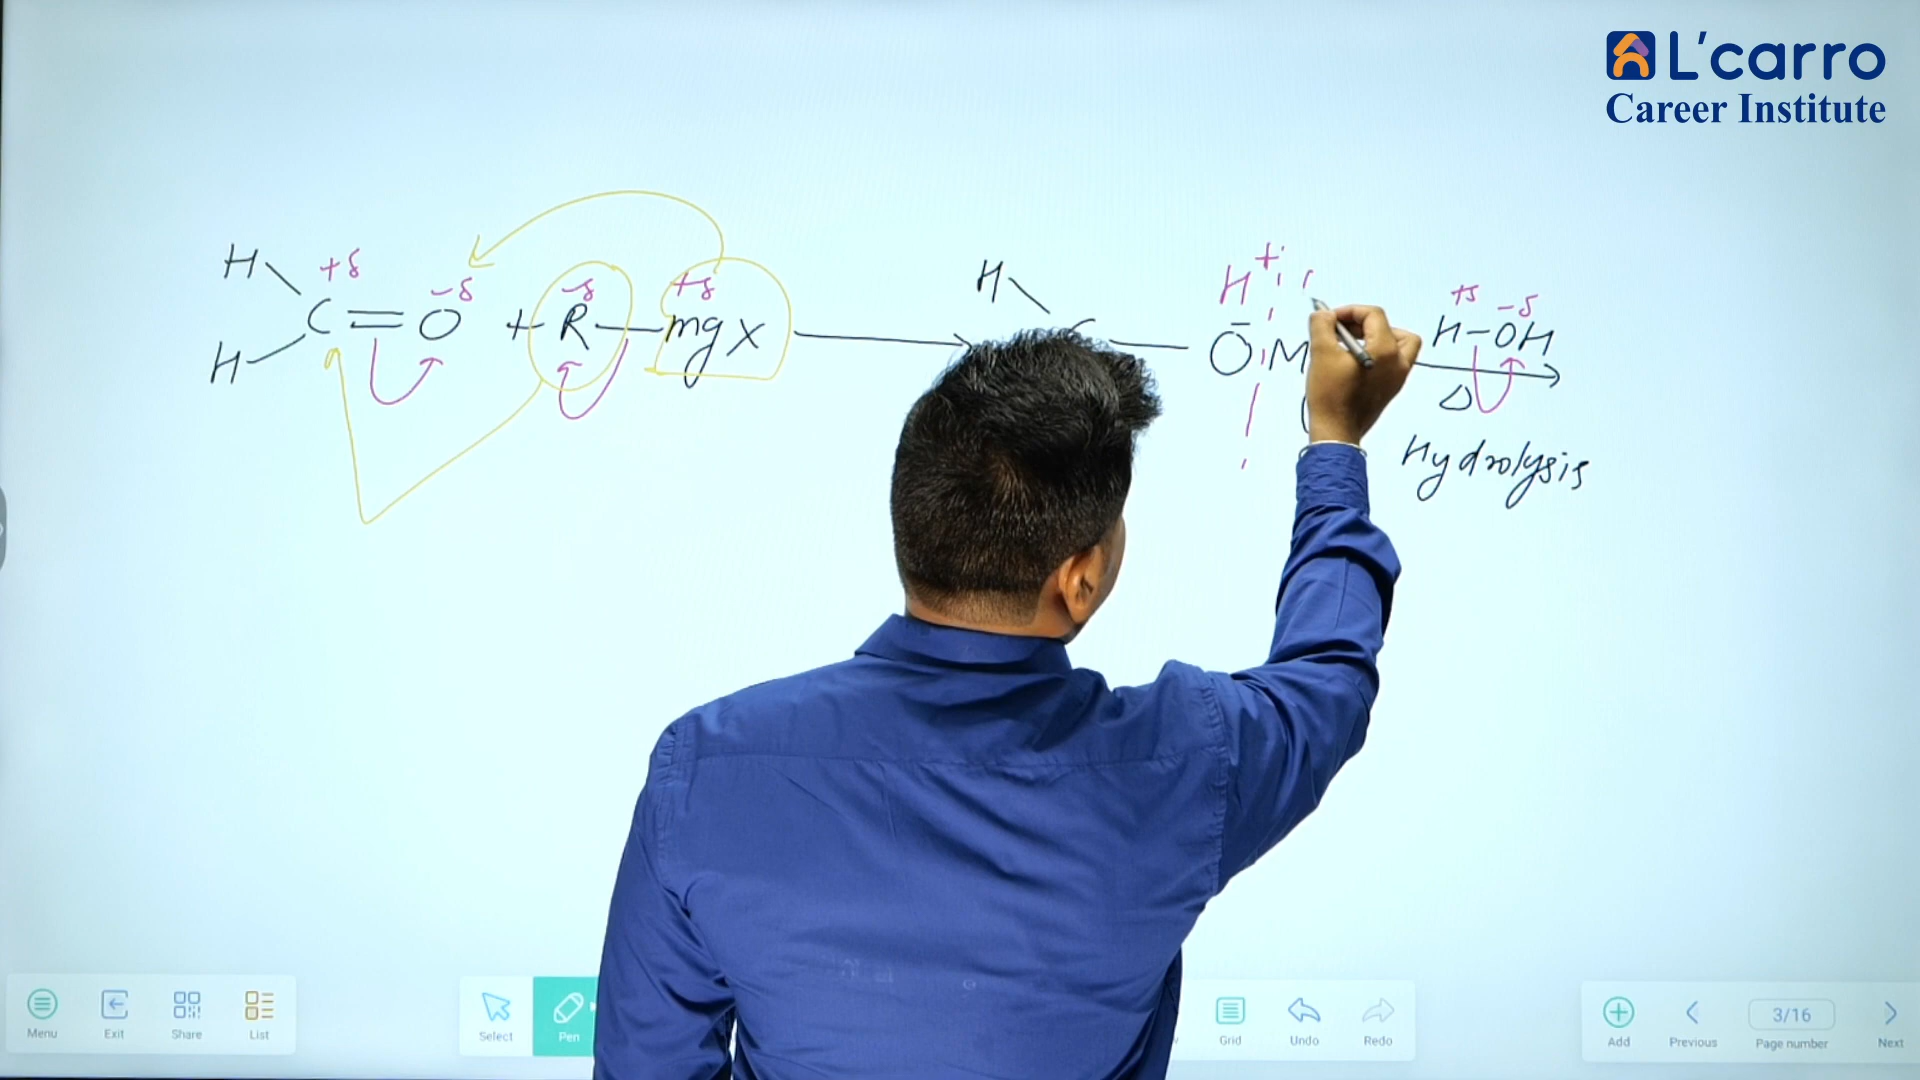 L'carro
Career Institute
H +δ -δ -δ +δ H H + +δ -δ
C = O + R — mg X O⁻ M H-OH
H Δ
Hydrolysis
Menu Exit Share List Select Pen Grid Undo Redo Add Previous 3/16 Page number Next